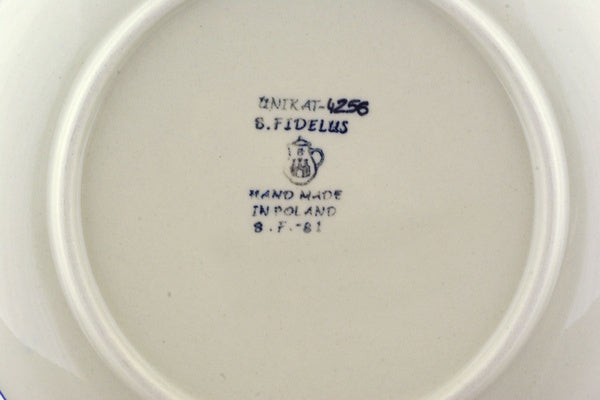 UNIKAT-4256
B.FIDELUS
HAND MADE
IN POLAND
B.F.-81